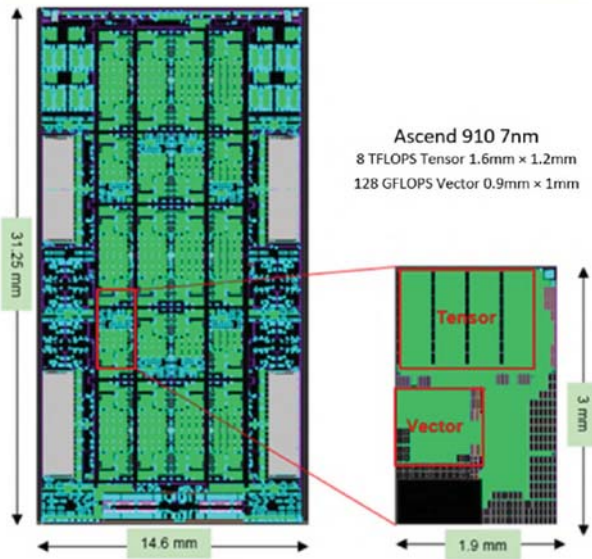 Ascend 910 7nm
8 TFLOPS Tensor 1.6mm × 1.2mm
128 GFLOPS Vector 0.9mm × 1mm
31.25 mm
14.6 mm
Tensor
Vector
3 mm
1.9 mm